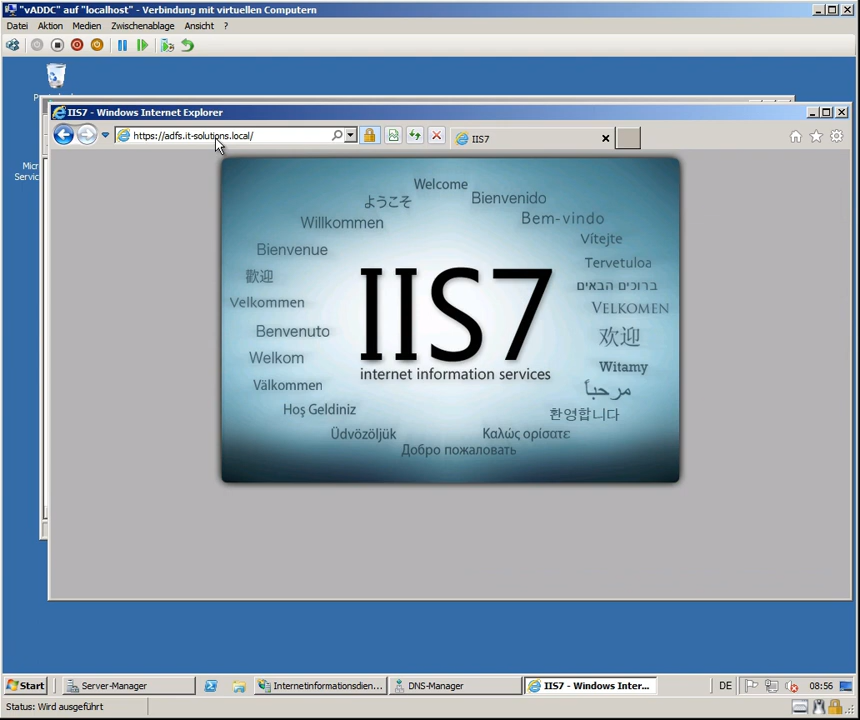 "vADDC" auf "localhost" - Verbindung mit virtuellen Computern
Datei Aktion Medien Zwischenablage Ansicht ?
IIS7 - Windows Internet Explorer
https://adfs.it-solutions.local/
IIS7
Micr
Servic
Welcome
ようこそ
Bienvenido
Willkommen
Bem-vindo
Bienvenue
Vítejte
歡迎
Tervetuloa
ברוכים הבאים
Velkommen
VELKOMEN
IIS7
Benvenuto
欢迎
Welkom
Witamy
internet information services
Välkommen
مرحباً
Hoş Geldiniz
환영합니다
Üdvözöljük
Καλώς ορίσατε
Добро пожаловать
Start Server-Manager Internetinformationsdien... DNS-Manager IIS7 - Windows Inter... DE 08:56
Status: Wird ausgeführt